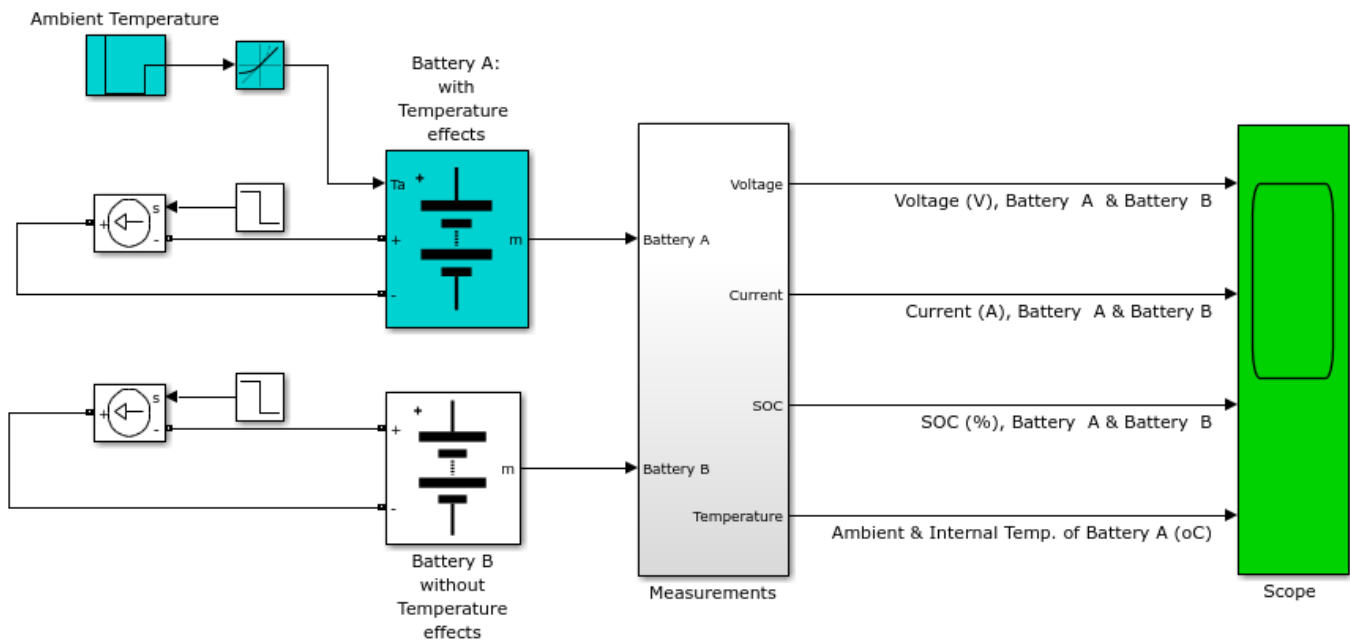 Ambient Temperature
Battery A:
with
Temperature
effects
Ta
+
+
-
m
s
+
-
Battery A
Battery B
Voltage
Current
SOC
Temperature
Measurements
Voltage (V), Battery  A  & Battery  B
Current (A), Battery  A & Battery B
SOC (%), Battery  A & Battery  B
Ambient & Internal Temp. of Battery A (oC)
Scope
s
+
-
+
+
-
m
Battery B
without
Temperature
effects